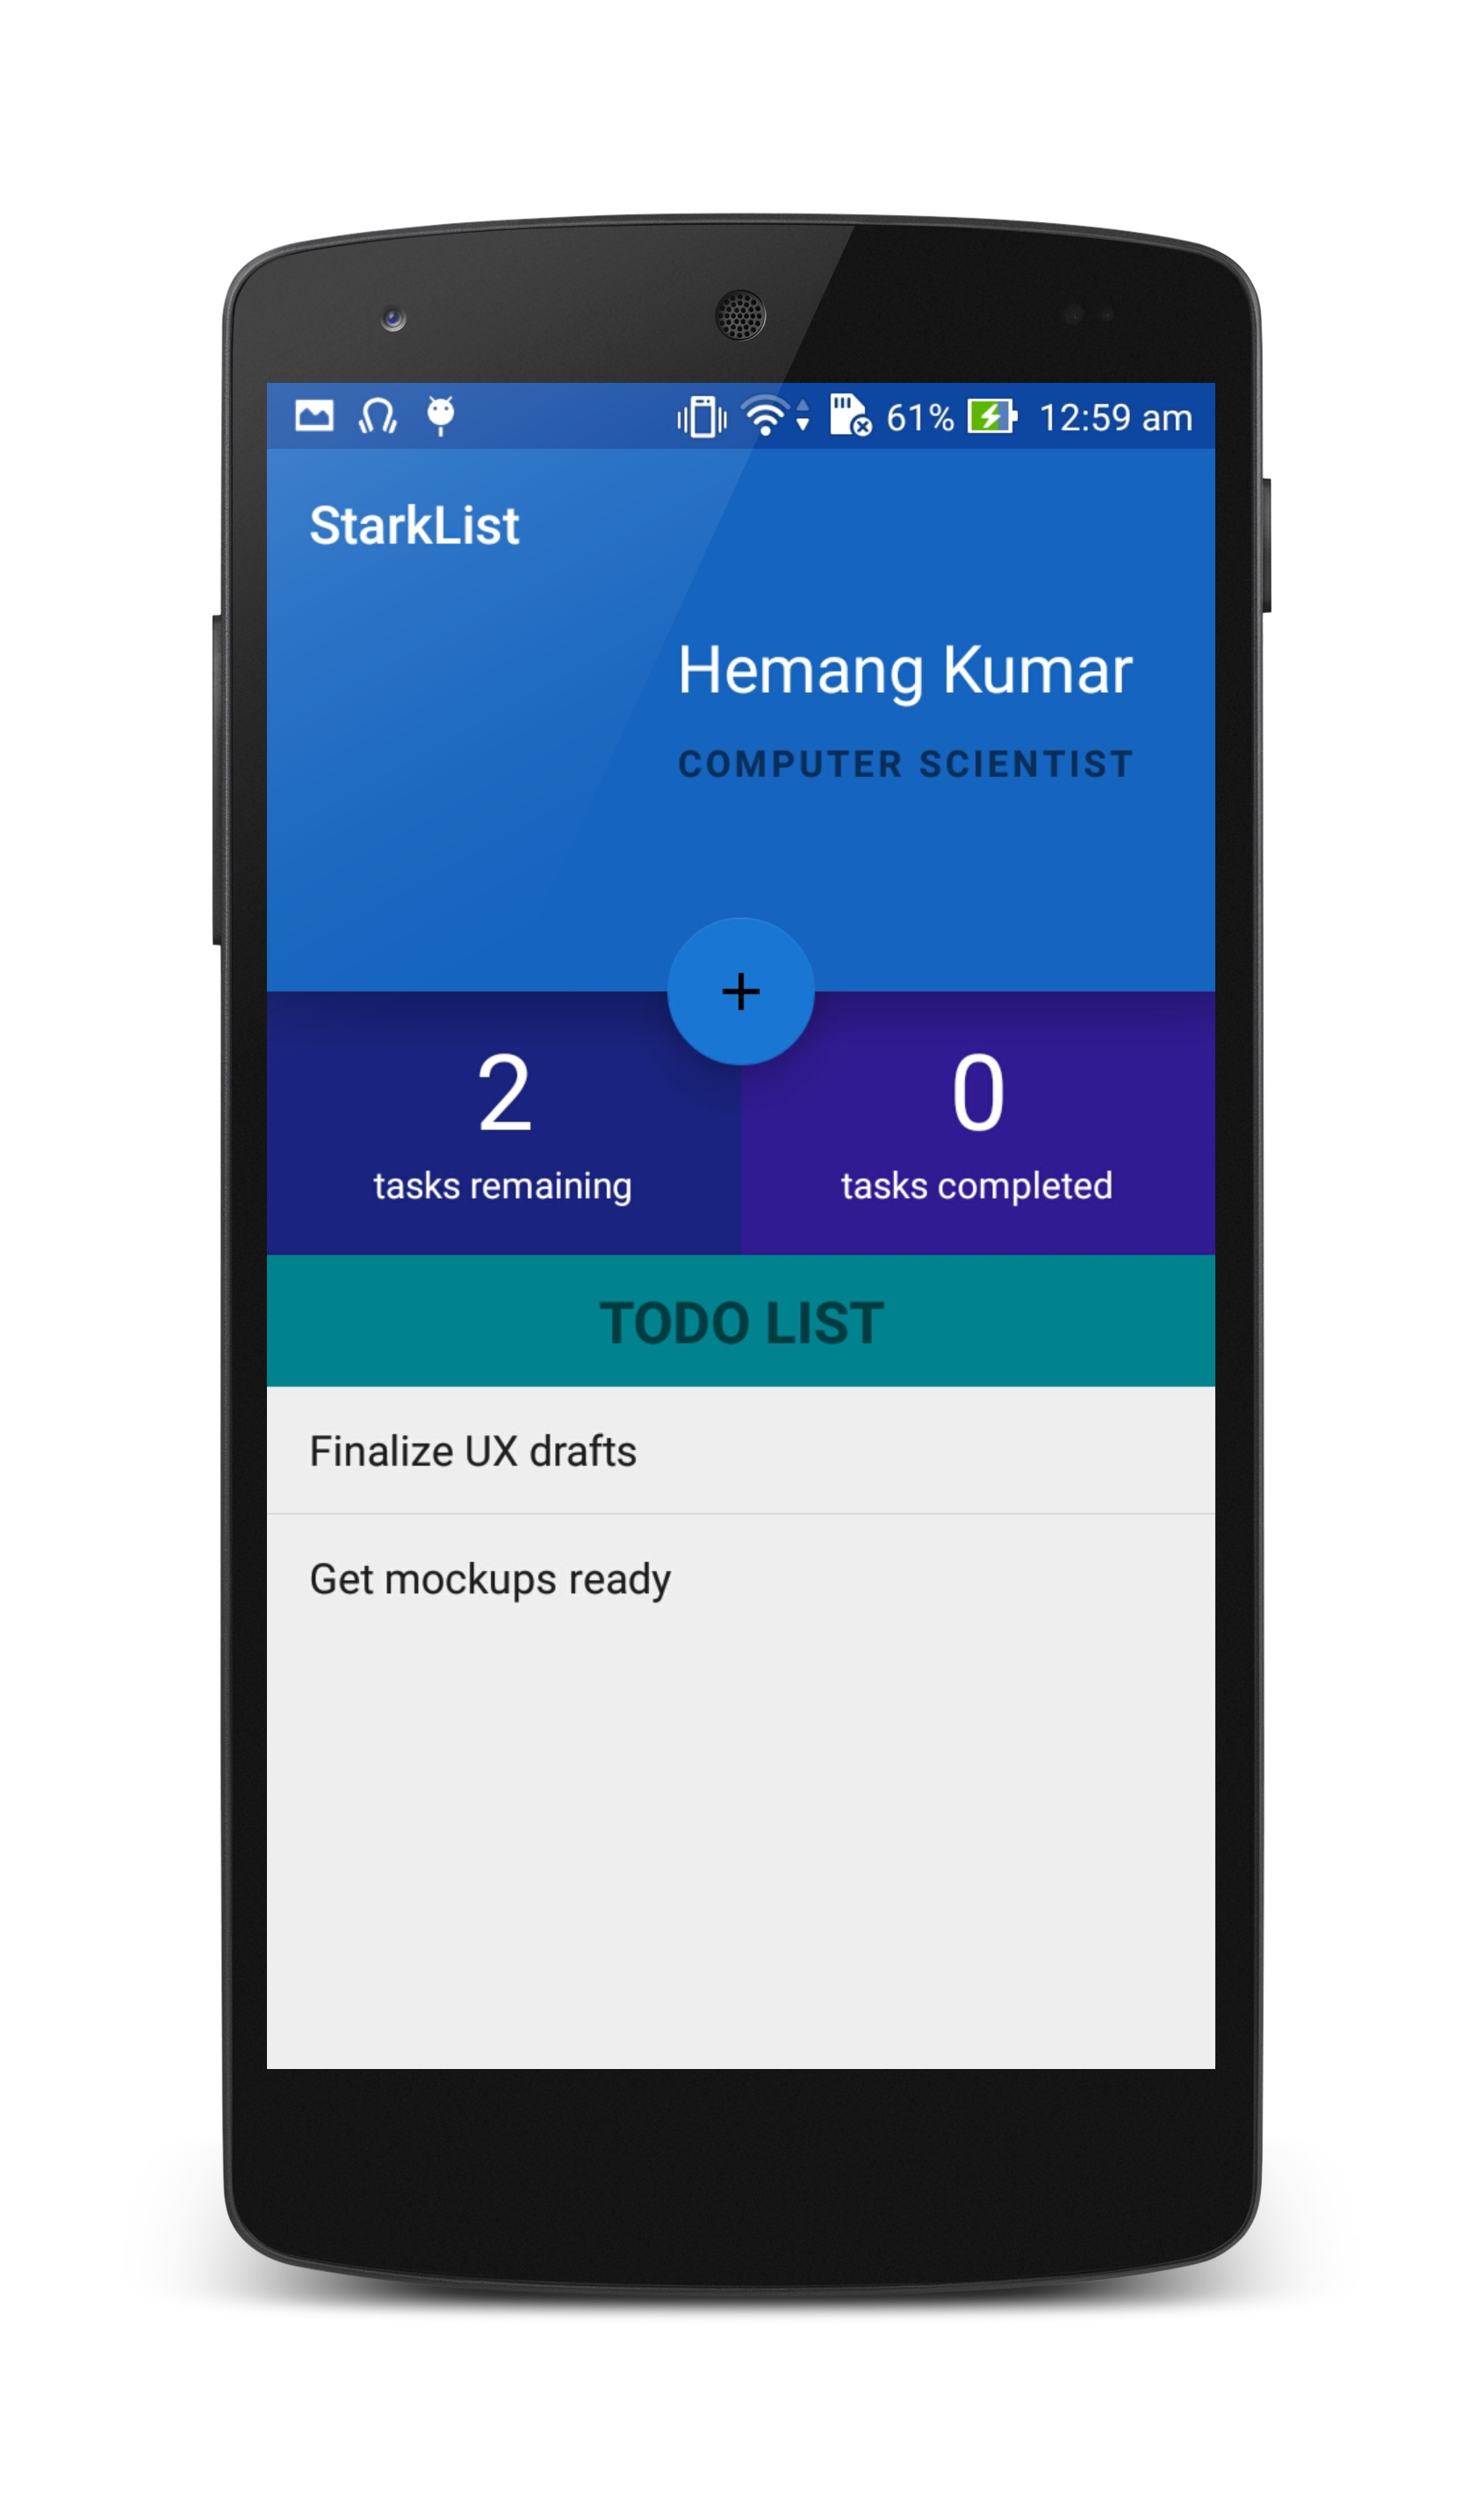 61% 12:59 am
StarkList
Hemang Kumar
COMPUTER SCIENTIST
+
2
tasks remaining
0
tasks completed
TODO LIST
Finalize UX drafts
Get mockups ready